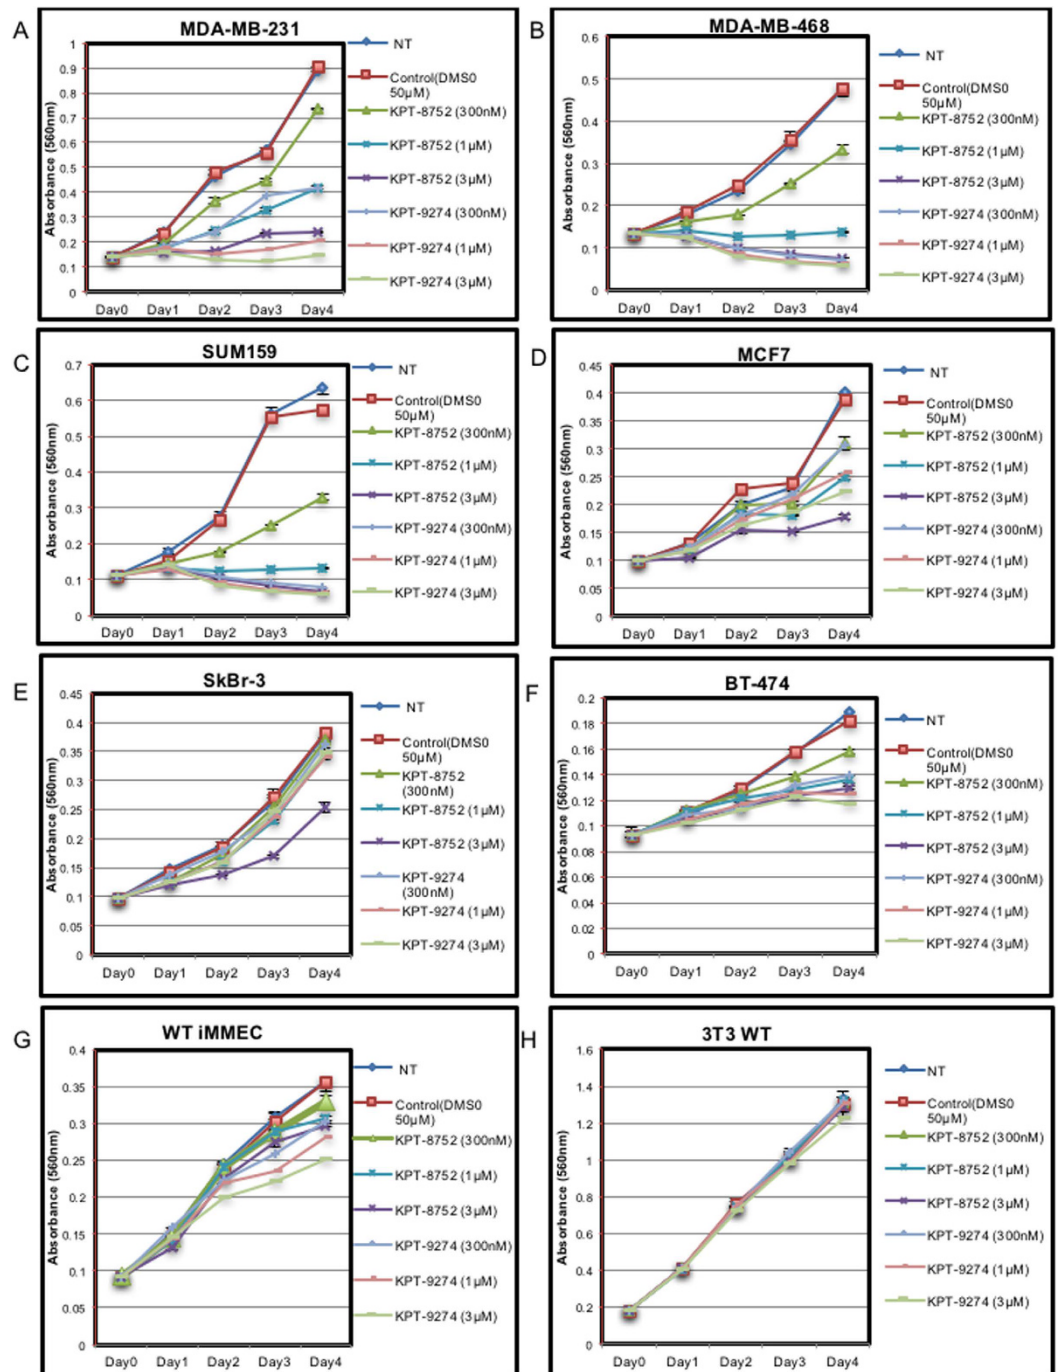 A
MDA-MB-231
Absorbance (560nm)
1
0.9
0.8
0.7
0.6
0.5
0.4
0.3
0.2
0.1
0
Day0 Day1 Day2 Day3 Day4
NT
Control(DMS0
50µM)
KPT-8752 (300nM)
KPT-8752 (1µM)
KPT-8752 (3µM)
KPT-9274 (300nM)
KPT-9274 (1µM)
KPT-9274 (3µM)
B
MDA-MB-468
Absorbance (560nm)
0.6
0.5
0.4
0.3
0.2
0.1
0
Day0 Day1 Day2 Day3 Day4
NT
Control(DMS0
50µM)
KPT-8752 (300nM)
KPT-8752 (1µM)
KPT-8752 (3µM)
KPT-9274 (300nM)
KPT-9274 (1µM)
KPT-9274 (3µM)
C
SUM159
Absorbance (560nm)
0.7
0.6
0.5
0.4
0.3
0.2
0.1
0
Day0 Day1 Day2 Day3 Day4
NT
Control(DMS0
50µM)
KPT-8752 (300nM)
KPT-8752 (1µM)
KPT-8752 (3µM)
KPT-9274 (300nM)
KPT-9274 (1µM)
KPT-9274 (3µM)
D
MCF7
Absorbance (560nm)
0.45
0.4
0.35
0.3
0.25
0.2
0.15
0.1
0.05
0
Day0 Day1 Day2 Day3 Day4
NT
Control(DMS0
50µM)
KPT-8752 (300nM)
KPT-8752 (1µM)
KPT-8752 (3µM)
KPT-9274 (300nM)
KPT-9274 (1µM)
KPT-9274 (3µM)
E
SkBr-3
Absorbance (560nm)
0.45
0.4
0.35
0.3
0.25
0.2
0.15
0.1
0.05
0
Day0 Day1 Day2 Day3 Day4
NT
Control(DMS0
50µM)
KPT-8752
(300nM)
KPT-8752 (1µM)
KPT-8752 (3µM)
KPT-9274
(300nM)
KPT-9274 (1µM)
KPT-9274 (3µM)
F
BT-474
Absorbance (560nm)
0.2
0.18
0.16
0.14
0.12
0.1
0.08
0.06
0.04
0.02
0
Day0 Day1 Day2 Day3 Day4
NT
Control(DMS0
50µM)
KPT-8752 (300nM)
KPT-8752 (1µM)
KPT-8752 (3µM)
KPT-9274 (300nM)
KPT-9274 (1µM)
KPT-9274 (3µM)
G
WT iMMEC
Absorbance (560nm)
0.4
0.35
0.3
0.25
0.2
0.15
0.1
0.05
0
Day0 Day1 Day2 Day3 Day4
NT
Control(DMS0
50µM)
KPT-8752 (300nM)
KPT-8752 (1µM)
KPT-8752 (3µM)
KPT-9274 (300nM)
KPT-9274 (1µM)
KPT-9274 (3µM)
H
3T3 WT
Absorbance (560nm)
1.6
1.4
1.2
1
0.8
0.6
0.4
0.2
0
Day0 Day1 Day2 Day3 Day4
NT
Control(DMS0
50µM)
KPT-8752 (300nM)
KPT-8752 (1µM)
KPT-8752 (3µM)
KPT-9274 (300nM)
KPT-9274 (1µM)
KPT-9274 (3µM)